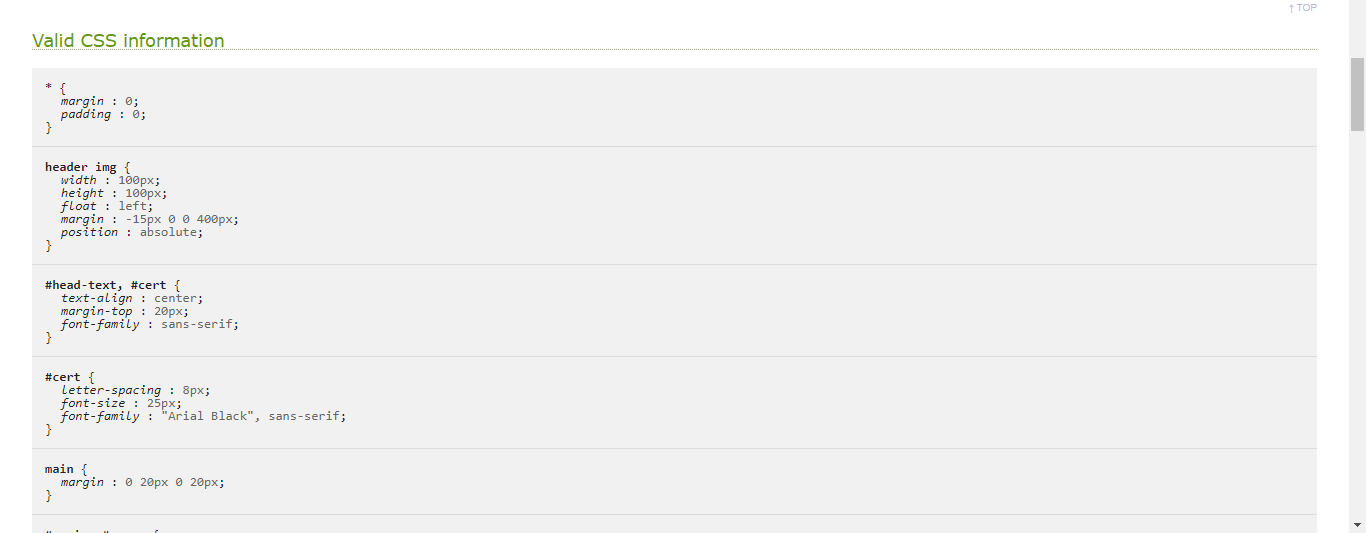 ↑ TOP
Valid CSS information
* {
margin : 0;
padding : 0;
}
header img {
width : 100px;
height : 100px;
float : left;
margin : -15px 0 0 400px;
position : absolute;
}
#head-text, #cert {
text-align : center;
margin-top : 20px;
font-family : sans-serif;
}
#cert {
letter-spacing : 8px;
font-size : 25px;
font-family : "Arial Black", sans-serif;
}
main {
margin : 0 20px 0 20px;
}